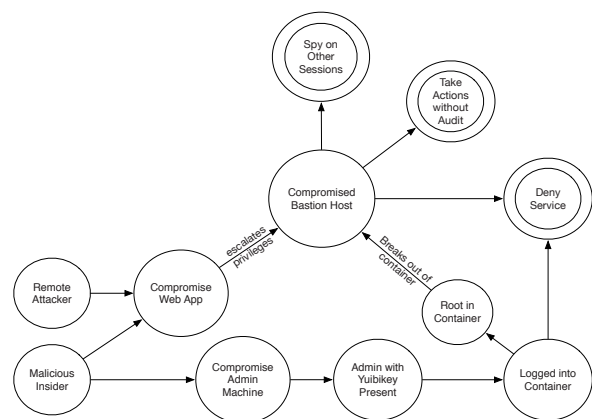 Spy on
Other
Sessions
Take
Actions
without
Audit
Compromised
Bastion Host
Deny
Service
escalates
privileges
Breaks out of
container
Remote
Attacker
Compromise
Web App
Root in
Container
Malicious
Insider
Compromise
Admin
Machine
Admin with
Yuibikey
Present
Logged into
Container